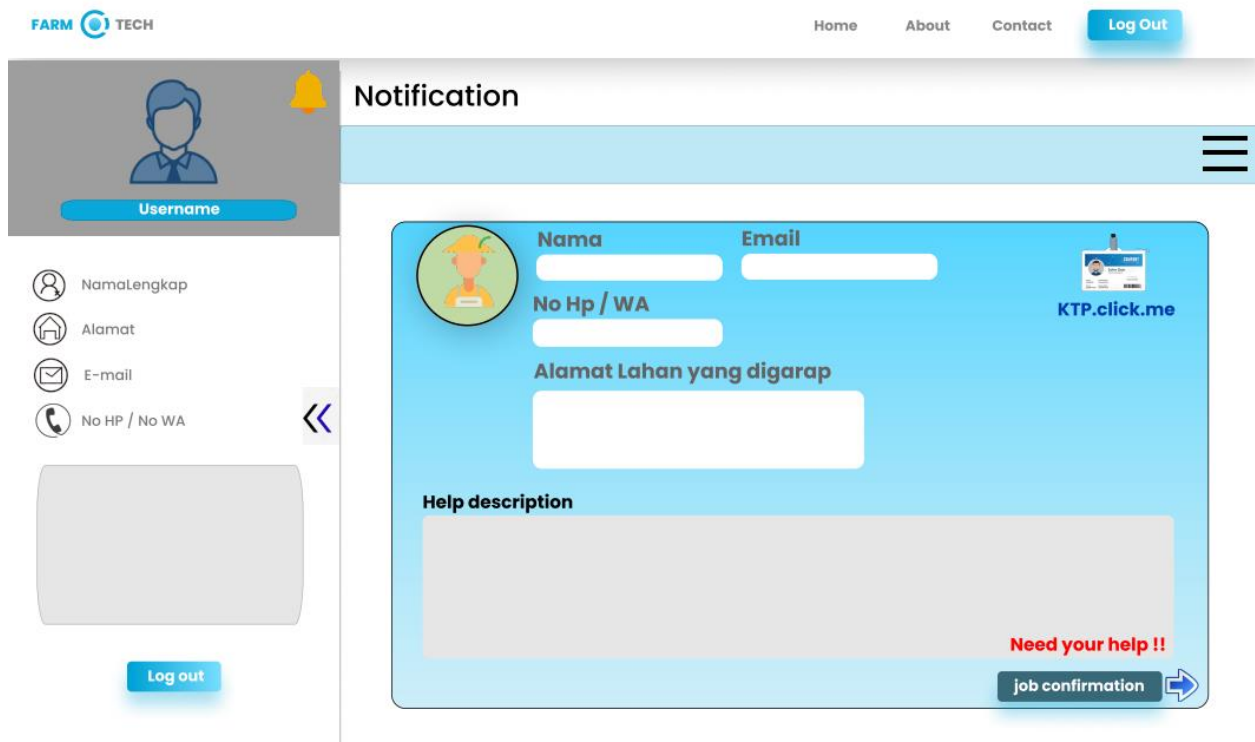 FARM TECH
Home About Contact Log Out
Notification
Username
NamaLengkap
Alamat
E-mail
No HP / No WA
Log out
Nama Email
No Hp / WA
Alamat Lahan yang digarap
KTP.click.me
Help description
Need your help !!
job confirmation